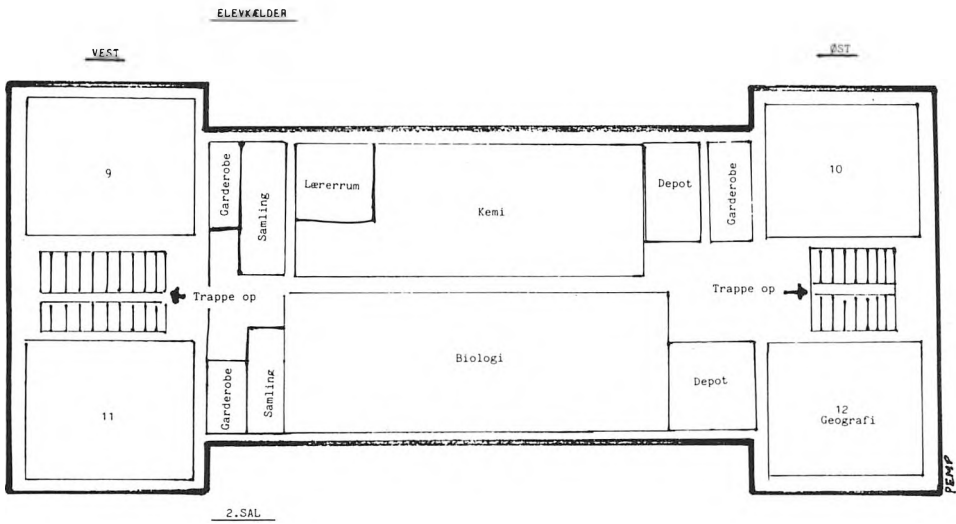 ELEVKÆLDER
VEST
ØST
9
Garderobe
Samling
Lærerrum
Kemi
Depot
Garderobe
10
Trappe op
Trappe op
11
Garderobe
Samling
Biologi
Depot
12
Geografi
PEMP
2.SAL